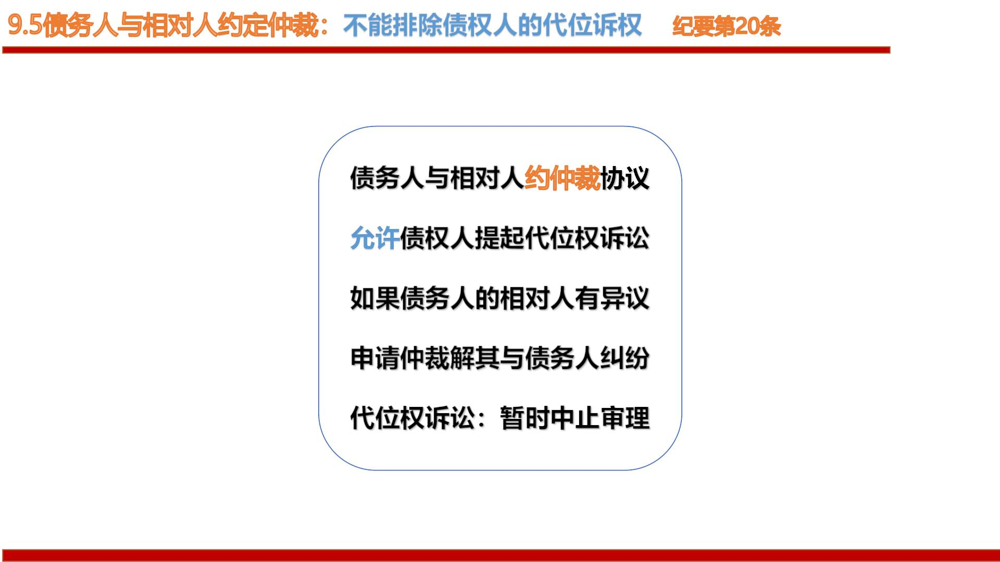 9.5债务人与相对人约定仲裁：不能排除债权人的代位诉权 纪要第20条
债务人与相对人约仲裁协议
允许债权人提起代位权诉讼
如果债务人的相对人有异议
申请仲裁解其与债务人纠纷
代位权诉讼：暂时中止审理